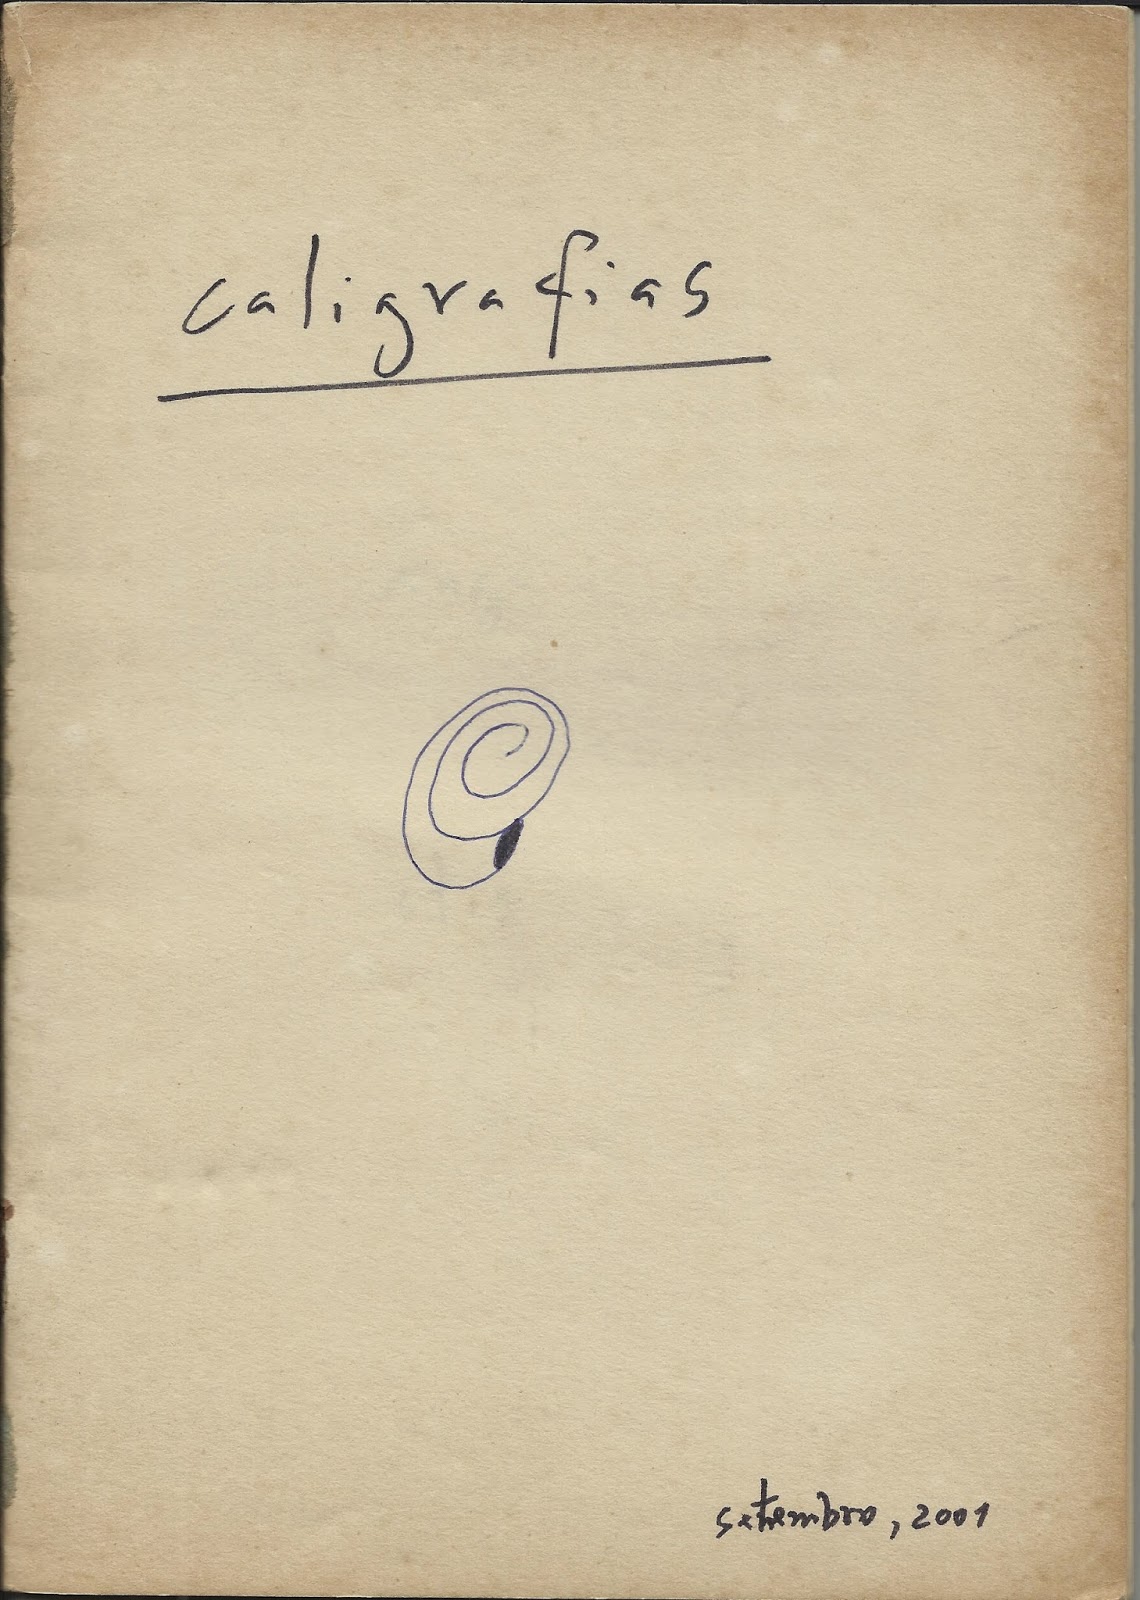 caligrafias
setembro, 2001